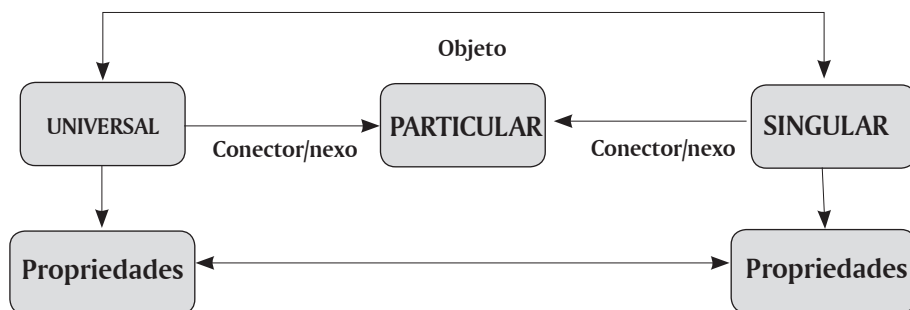 Objeto
UNIVERSAL
PARTICULAR
SINGULAR
Conector/nexo
Conector/nexo
Propriedades
Propriedades